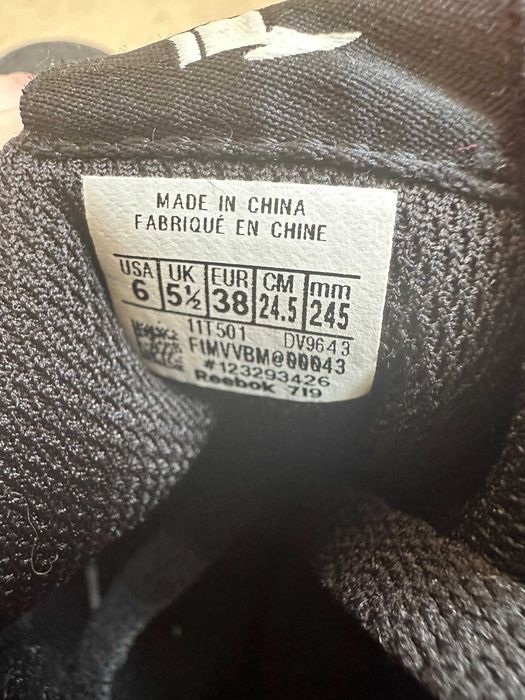 MADE IN CHINA
FABRIQUÉ EN CHINE
USA UK EUR CM mm
6 5½ 38 24.5 245
11T501 DV9643
#123293426
Reebok 719